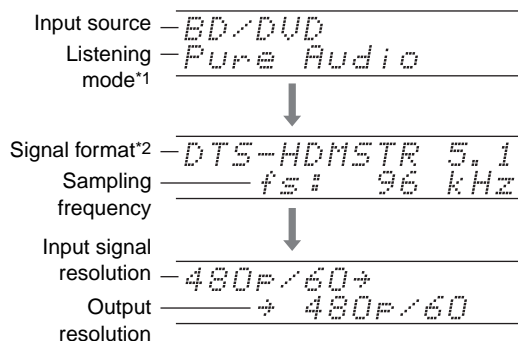 Input source
BD/DVD
Listening
mode*1
Pure Audio
Signal format*2
DTS-HDMSTR 5.1
Sampling
frequency
fs: 96 kHz
Input signal
resolution
480p/60→
Output
resolution
→ 480p/60